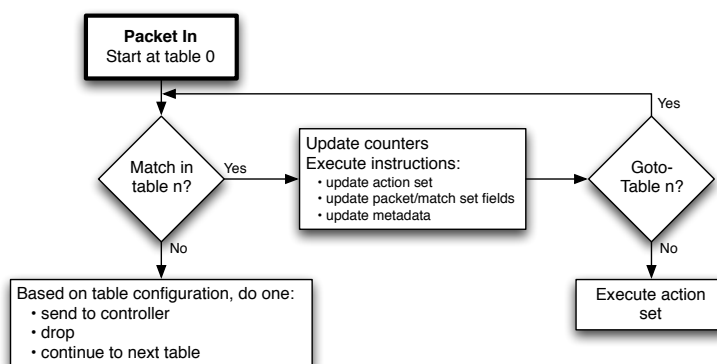 Packet In
Start at table 0
Yes
Match in
table n?
Yes
Update counters
Execute instructions:
• update action set
• update packet/match set fields
• update metadata
Goto-
Table n?
No
No
Based on table configuration, do one:
• send to controller
• drop
• continue to next table
Execute action
set